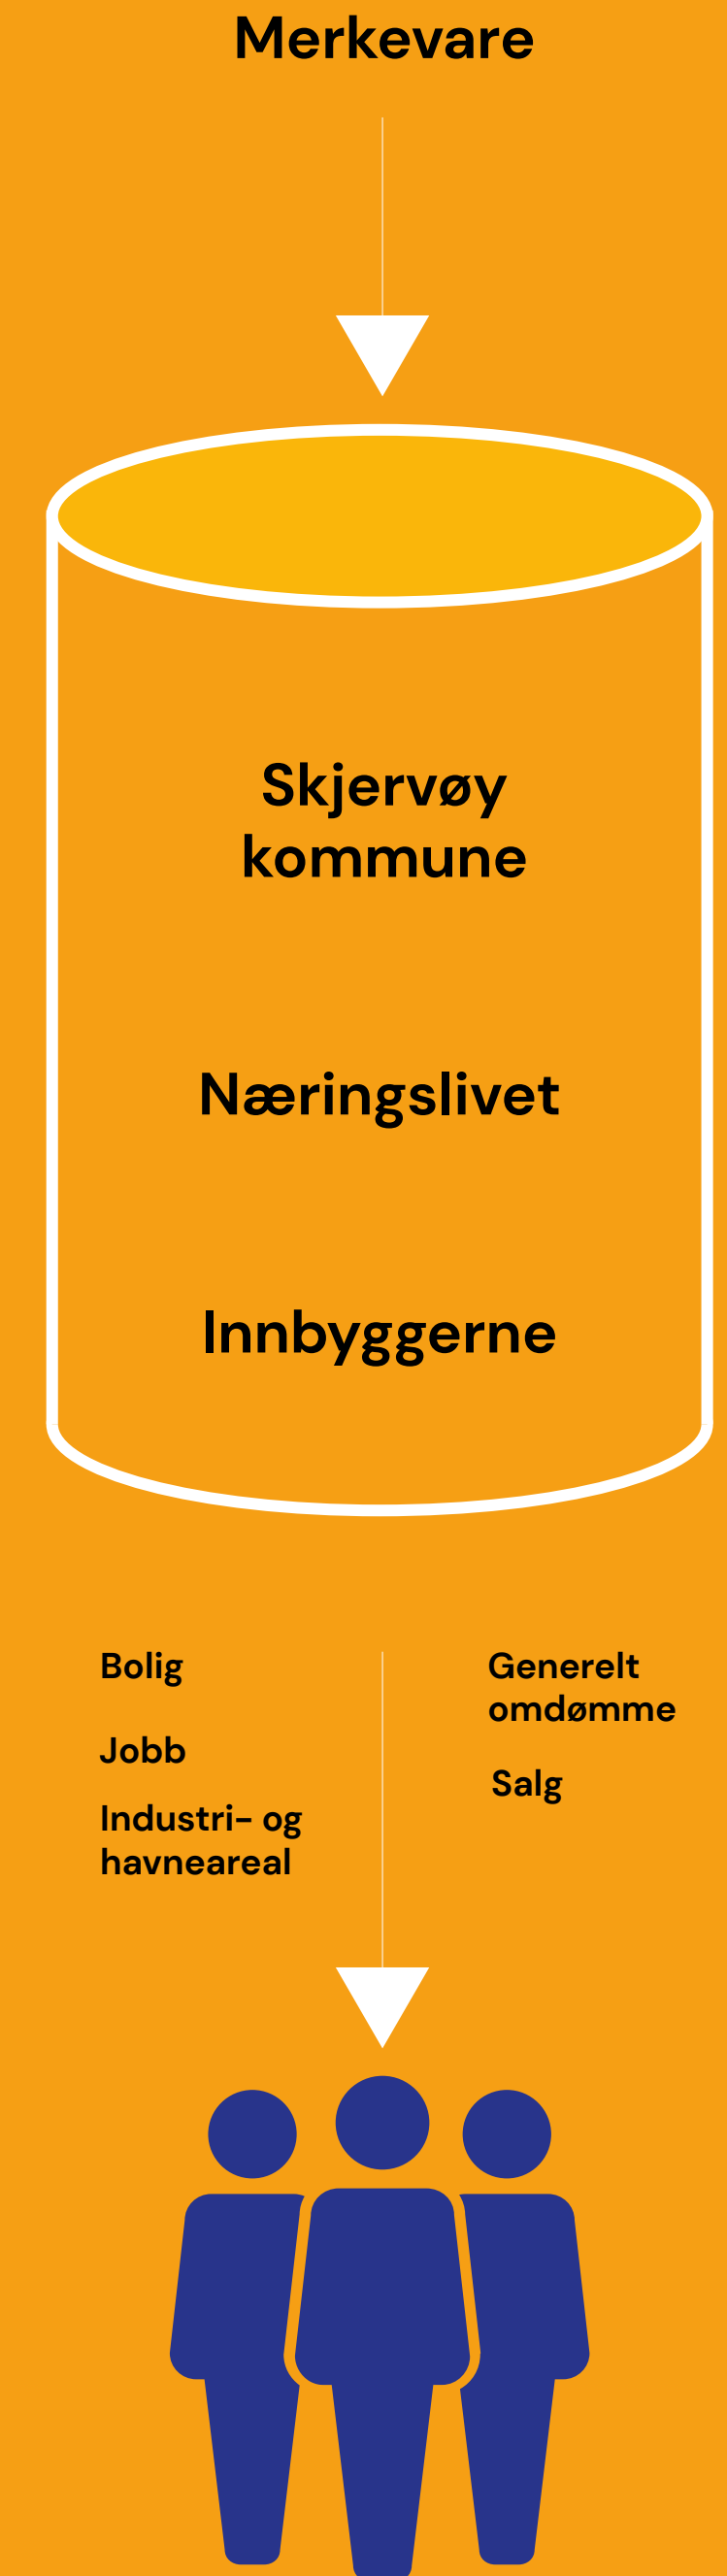 Merkevare
Skjervøy
kommune
Næringslivet
Innbyggerne
Bolig
Jobb
Industri- og
havneareal
Generelt
omdømme
Salg